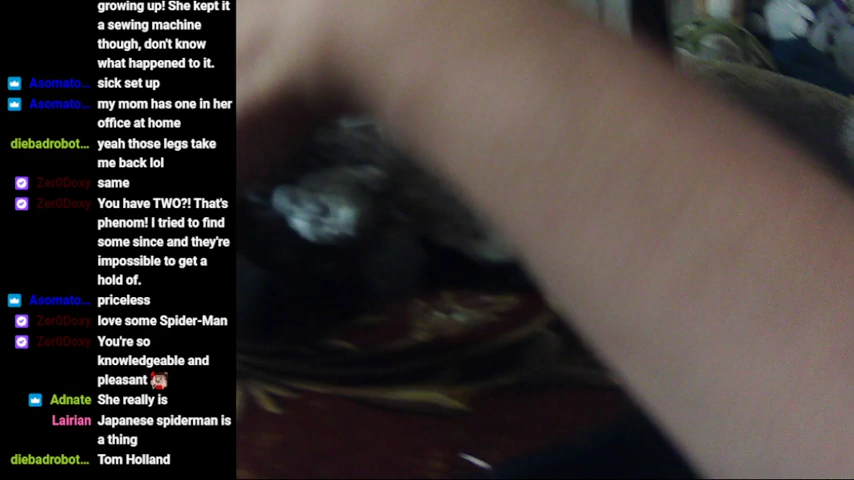 growing up! She kept it
a sewing machine
though, don't know
what happened to it.
Asomato... sick set up
Asomato... my mom has one in her
office at home
diebadrobot... yeah those legs take
me back lol
Zer0Doxy same
Zer0Doxy You have TWO?! That's
phenom! I tried to find
some since and they're
impossible to get a
hold of.
Asomato... priceless
Zer0Doxy love some Spider-Man
Zer0Doxy You're so
knowledgeable and
pleasant
Adnate She really is
Lairian Japanese spiderman is
a thing
diebadrobot... Tom Holland